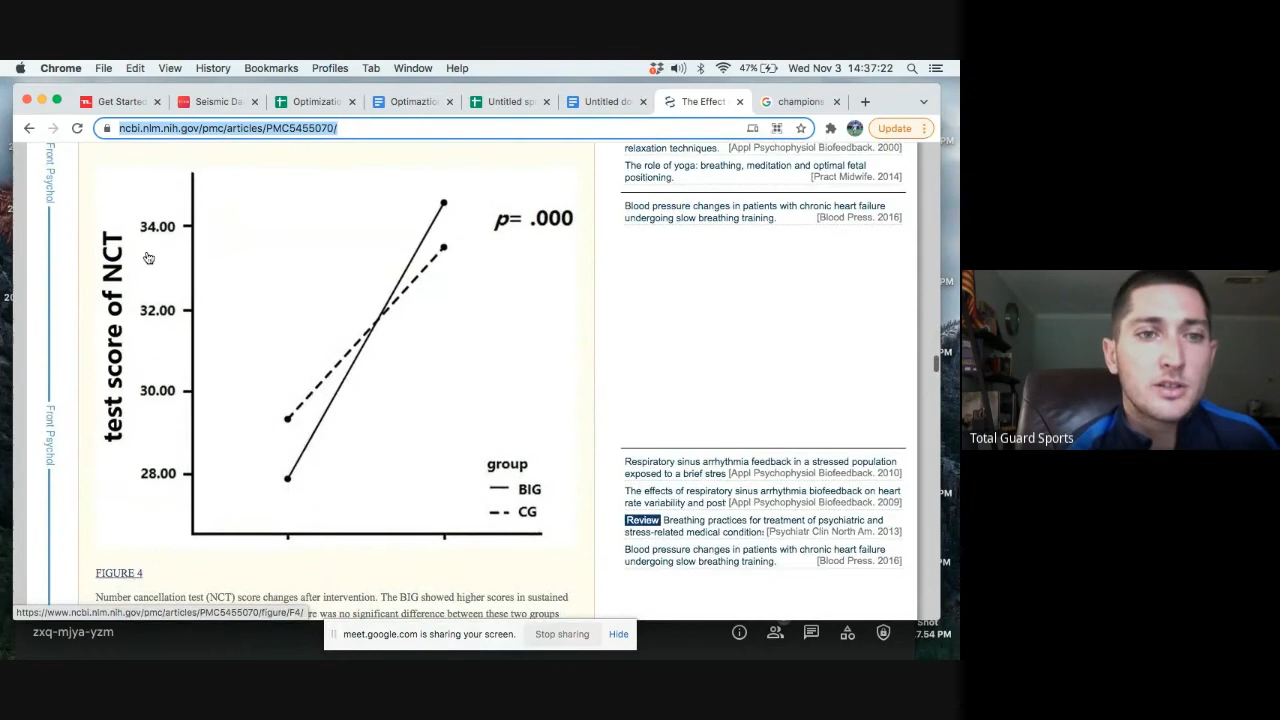 Chrome File Edit View History Bookmarks Profiles Tab Window Help 47% Wed Nov 3 14:37:22
Get Started Seismic Da Optimizatio Optimaztion Untitled sp Untitled do The Effect champions
ncbi.nlm.nih.gov/pmc/articles/PMC5455070/ Update
Front Psychol
Front Psychol
test score of NCT
34.00
32.00
30.00
28.00
p= .000
group
BIG
CG
FIGURE 4
Number cancellation test (NCT) score changes after intervention. The BIG showed higher scores in sustained
re was no significant difference between these two groups
https://www.ncbi.nlm.nih.gov/pmc/articles/PMC5455070/figure/F4/
relaxation techniques. [Appl Psychophysiol Biofeedback. 2000]
The role of yoga: breathing, meditation and optimal fetal
positioning. [Pract Midwife. 2014]
Blood pressure changes in patients with chronic heart failure
undergoing slow breathing training. [Blood Press. 2016]
Respiratory sinus arrhythmia feedback in a stressed population
exposed to a brief stres [Appl Psychophysiol Biofeedback. 2010]
The effects of respiratory sinus arrhythmia biofeedback on heart
rate variability and post [Appl Psychophysiol Biofeedback. 2009]
Review Breathing practices for treatment of psychiatric and
stress-related medical condition: [Psychiatr Clin North Am. 2013]
Blood pressure changes in patients with chronic heart failure
undergoing slow breathing training. [Blood Press. 2016]
PM
PM
PM
PM
PM
Shot
7.54 PM
zxq-mjya-yzm
meet.google.com is sharing your screen. Stop sharing Hide
Total Guard Sports